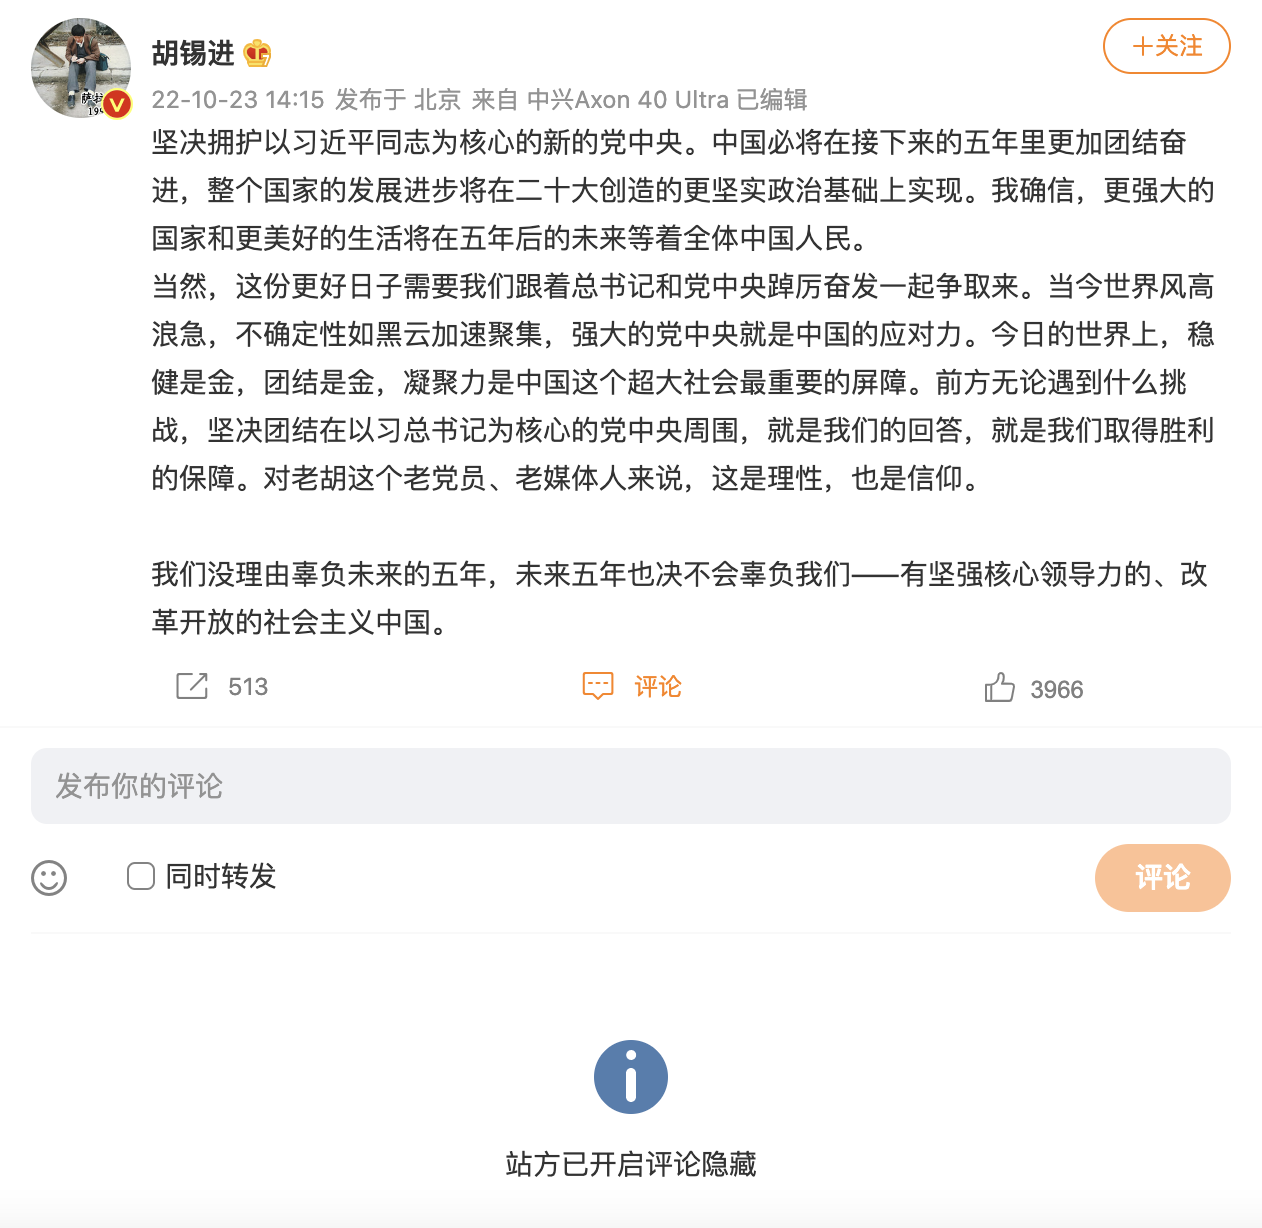 胡锡进
+关注
22-10-23 14:15 发布于 北京 来自 中兴Axon 40 Ultra 已编辑
坚决拥护以习近平同志为核心的新的党中央。中国必将在接下来的五年里更加团结奋
进，整个国家的发展进步将在二十大创造的更坚实政治基础上实现。我确信，更强大的
国家和更美好的生活将在五年后的未来等着全体中国人民。
当然，这份更好日子需要我们跟着总书记和党中央踔厉奋发一起争取来。当今世界风高
浪急，不确定性如黑云加速聚集，强大的党中央就是中国的应对力。今日的世界上，稳
健是金，团结是金，凝聚力是中国这个超大社会最重要的屏障。前方无论遇到什么挑
战，坚决团结在以习总书记为核心的党中央周围，就是我们的回答，就是我们取得胜利
的保障。对老胡这个老党员、老媒体人来说，这是理性，也是信仰。
我们没理由辜负未来的五年，未来五年也决不会辜负我们——有坚强核心领导力的、改
革开放的社会主义中国。
513
评论
3966
发布你的评论
同时转发
评论
站方已开启评论隐藏